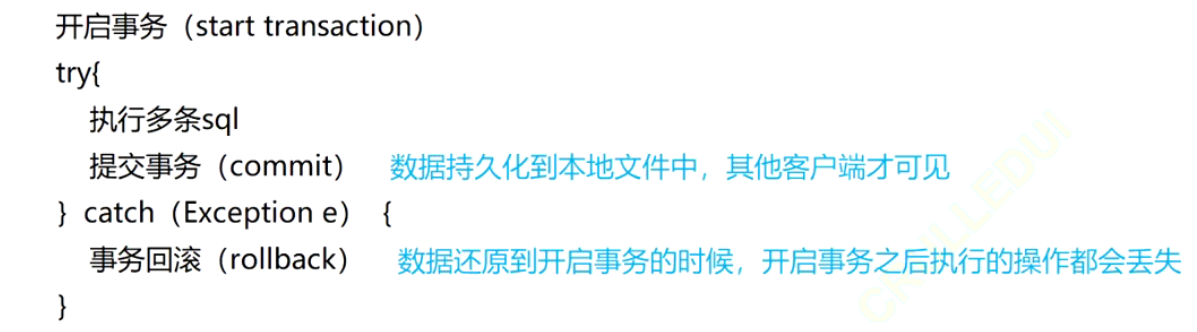 开启事务（start transaction）
try{
执行多条sql
提交事务（commit） 数据持久化到本地文件中，其他客户端才可见
} catch（Exception e） {
事务回滚（rollback） 数据还原到开启事务的时候，开启事务之后执行的操作都会丢失
}